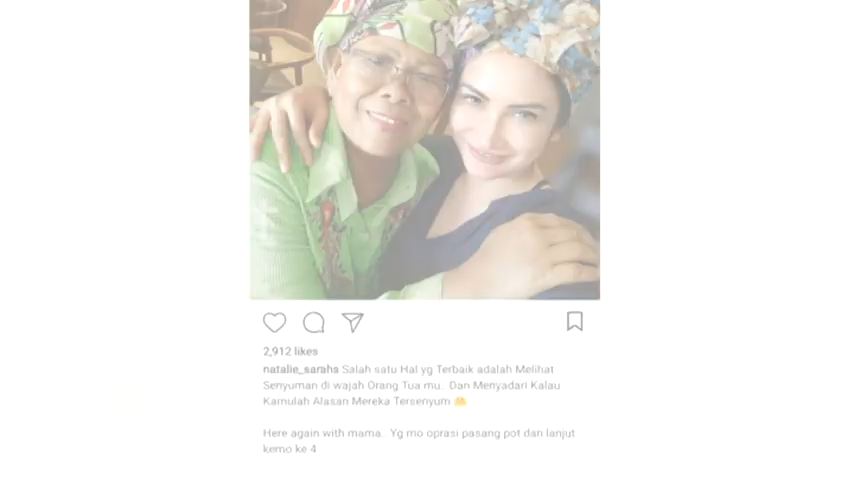 2,912 likes
natalie_sarahs Salah satu Hal yg Terbaik adalah Melihat
Senyuman di wajah Orang Tua mu.. Dan Menyadari Kalau
Kamulah Alasan Mereka Tersenyum 🤗
Here again with mama.. Yg mo oprasi pasang pot dan lanjut
kemo ke 4